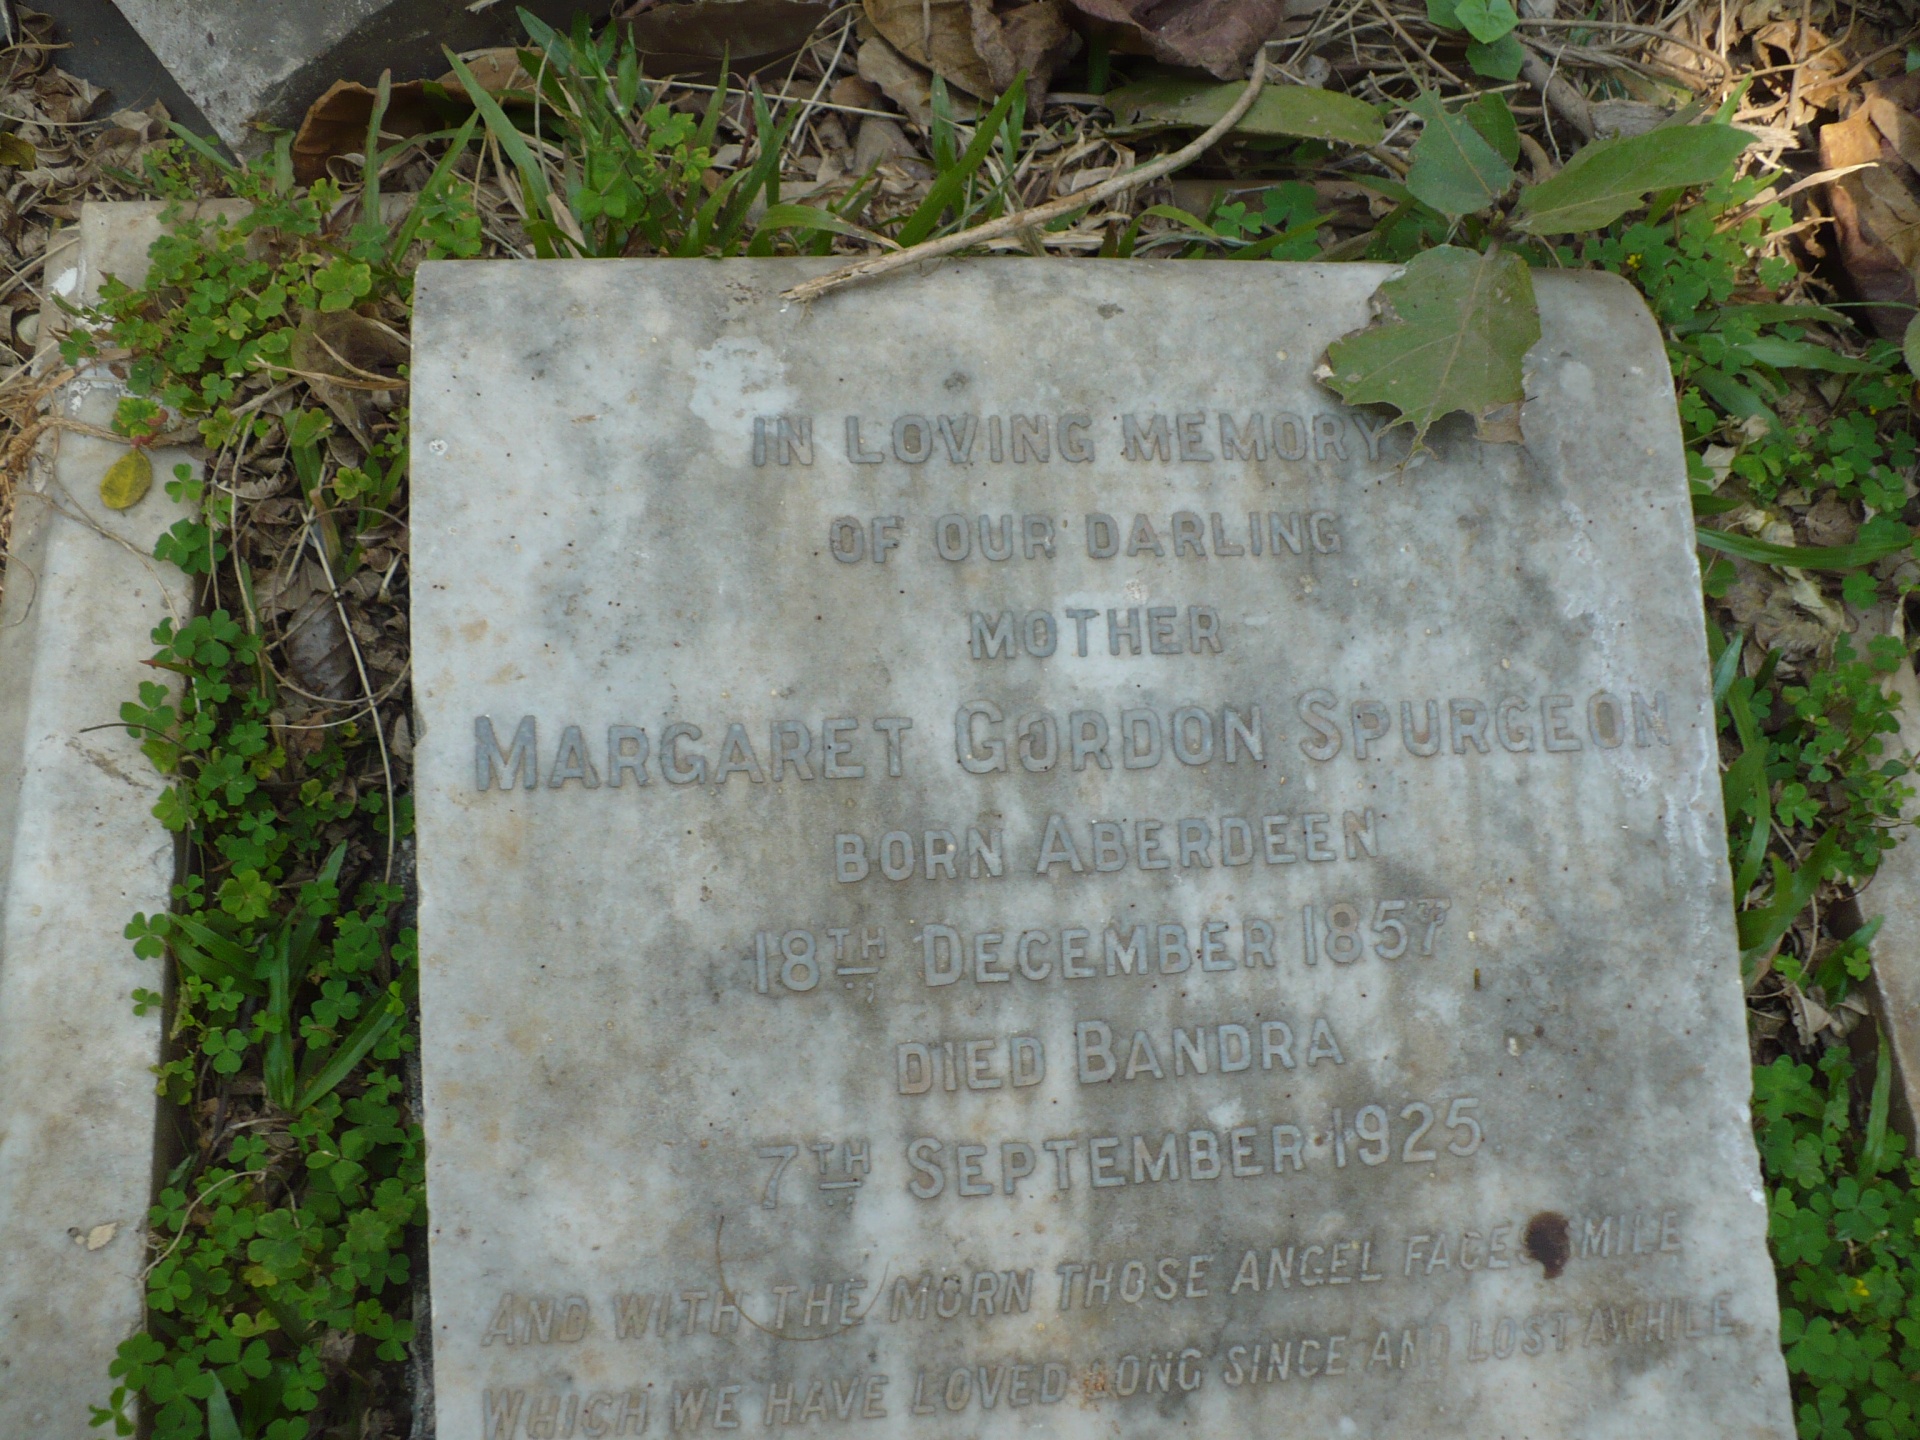 IN LOVING MEMORY
OF OUR DARLING
MOTHER
MARGARET GORDON SPURGEON
BORN ABERDEEN
18TH DECEMBER 1857
DIED BANDRA
7TH SEPTEMBER 1925
AND WITH THE MORN THOSE ANGEL FACES SMILE
WHICH WE HAVE LOVED LONG SINCE AND LOST AWHILE